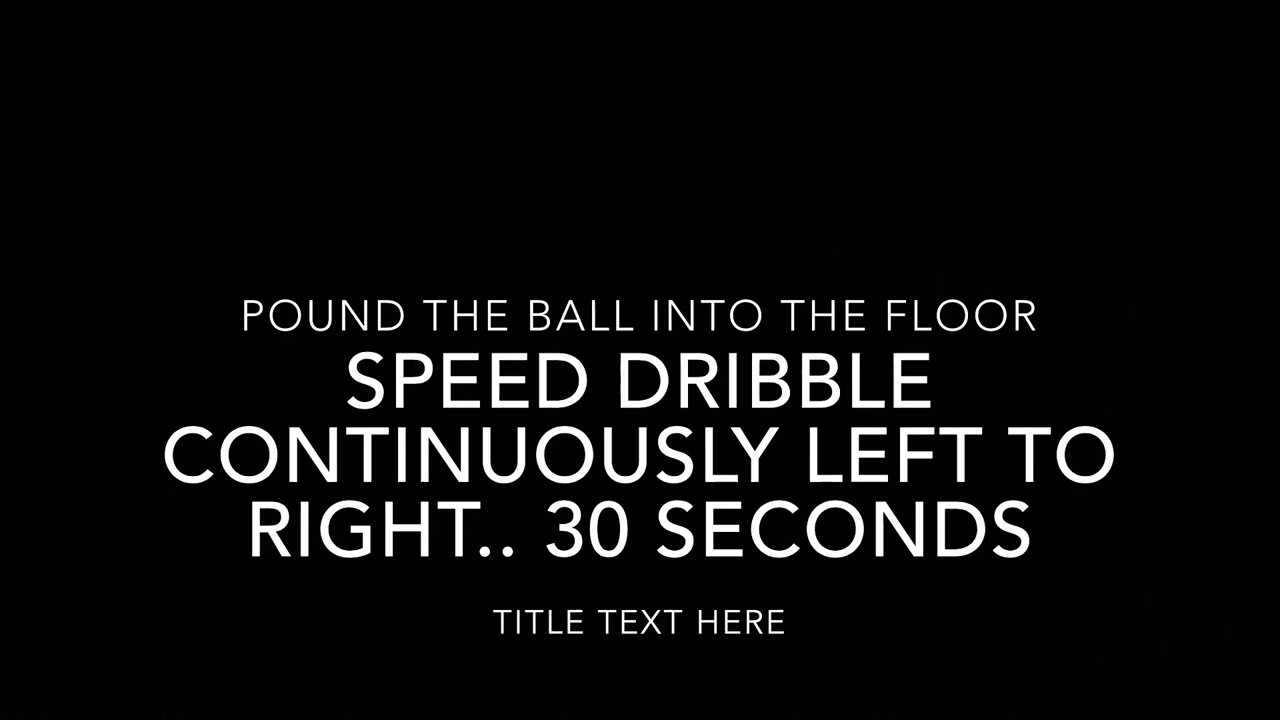 POUND THE BALL INTO THE FLOOR
SPEED DRIBBLE
CONTINUOUSLY LEFT TO
RIGHT.. 30 SECONDS
TITLE TEXT HERE